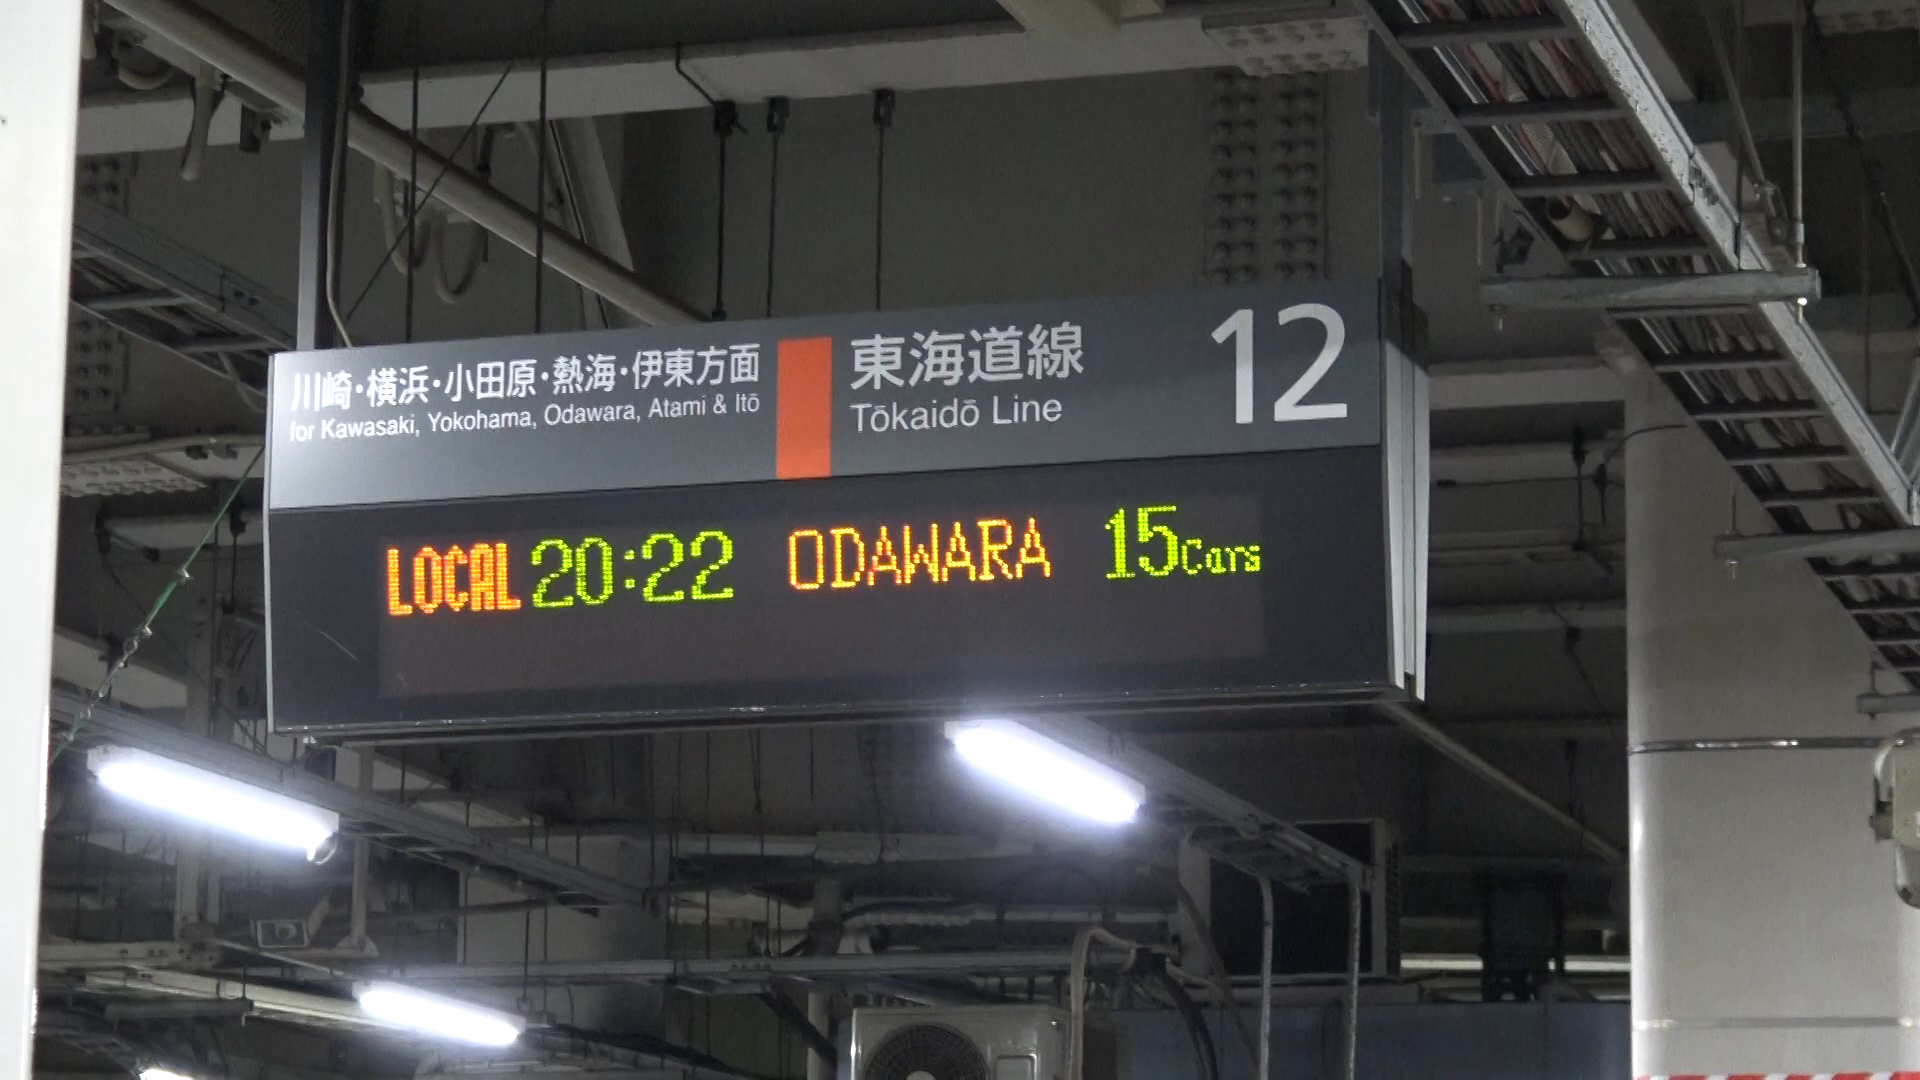 川崎・横浜・小田原・熱海・伊東方面
for Kawasaki, Yokohama, Odawara, Atami & Itō
東海道線
Tōkaidō Line
12
LOCAL 20:22 ODAWARA 15Cars